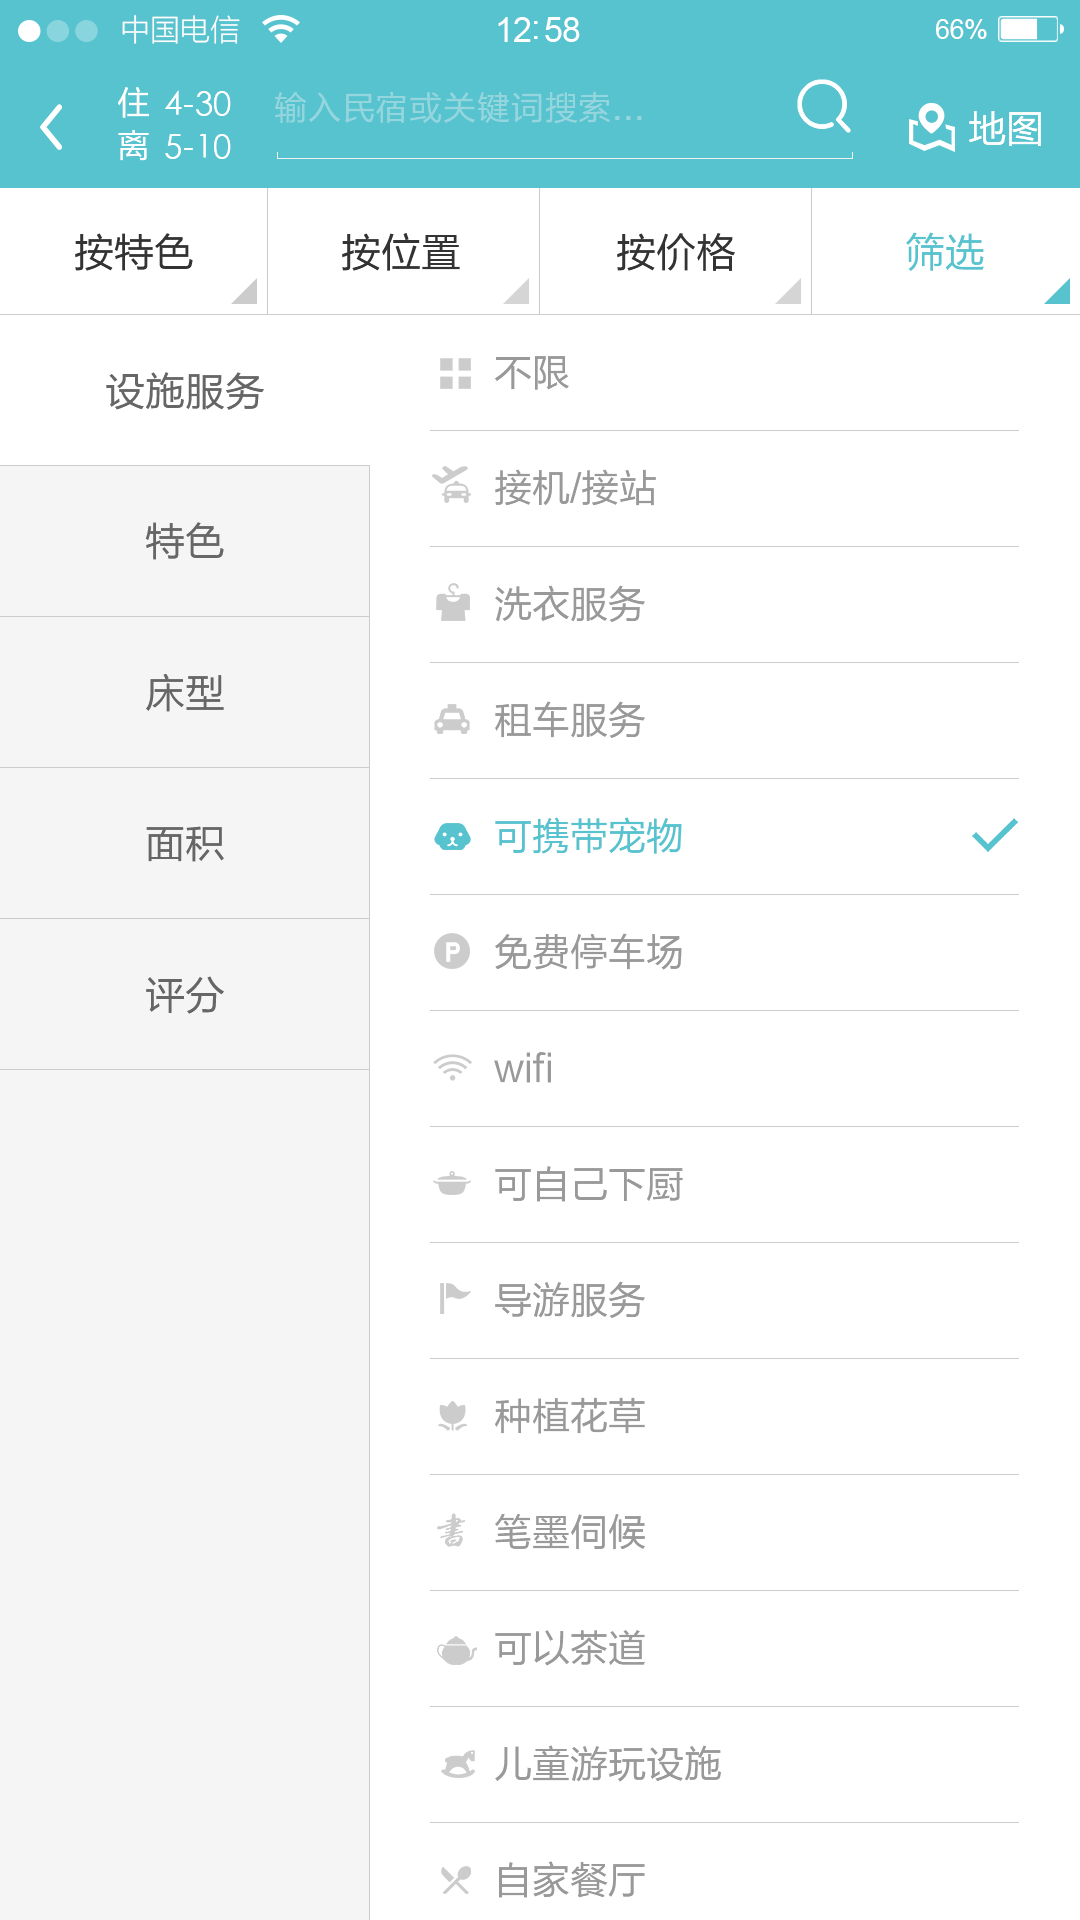 中国电信 12:58 66%
住 4-30
离 5-10
输入民宿或关键词搜索...
地图
按特色 按位置 按价格 筛选
设施服务
特色
床型
面积
评分
不限
接机/接站
洗衣服务
租车服务
可携带宠物
P 免费停车场
wifi
可自己下厨
导游服务
种植花草
書 笔墨伺候
可以茶道
儿童游玩设施
自家餐厅